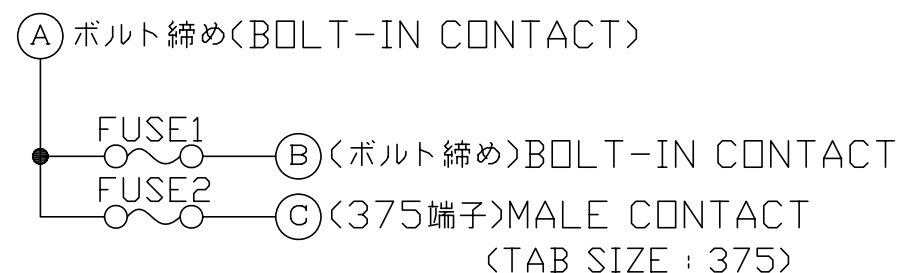 A ボルト締め(BOLT-IN CONTACT)
FUSE1
B (ボルト締め)BOLT-IN CONTACT
FUSE2
C (375端子)MALE CONTACT
(TAB SIZE : 375)